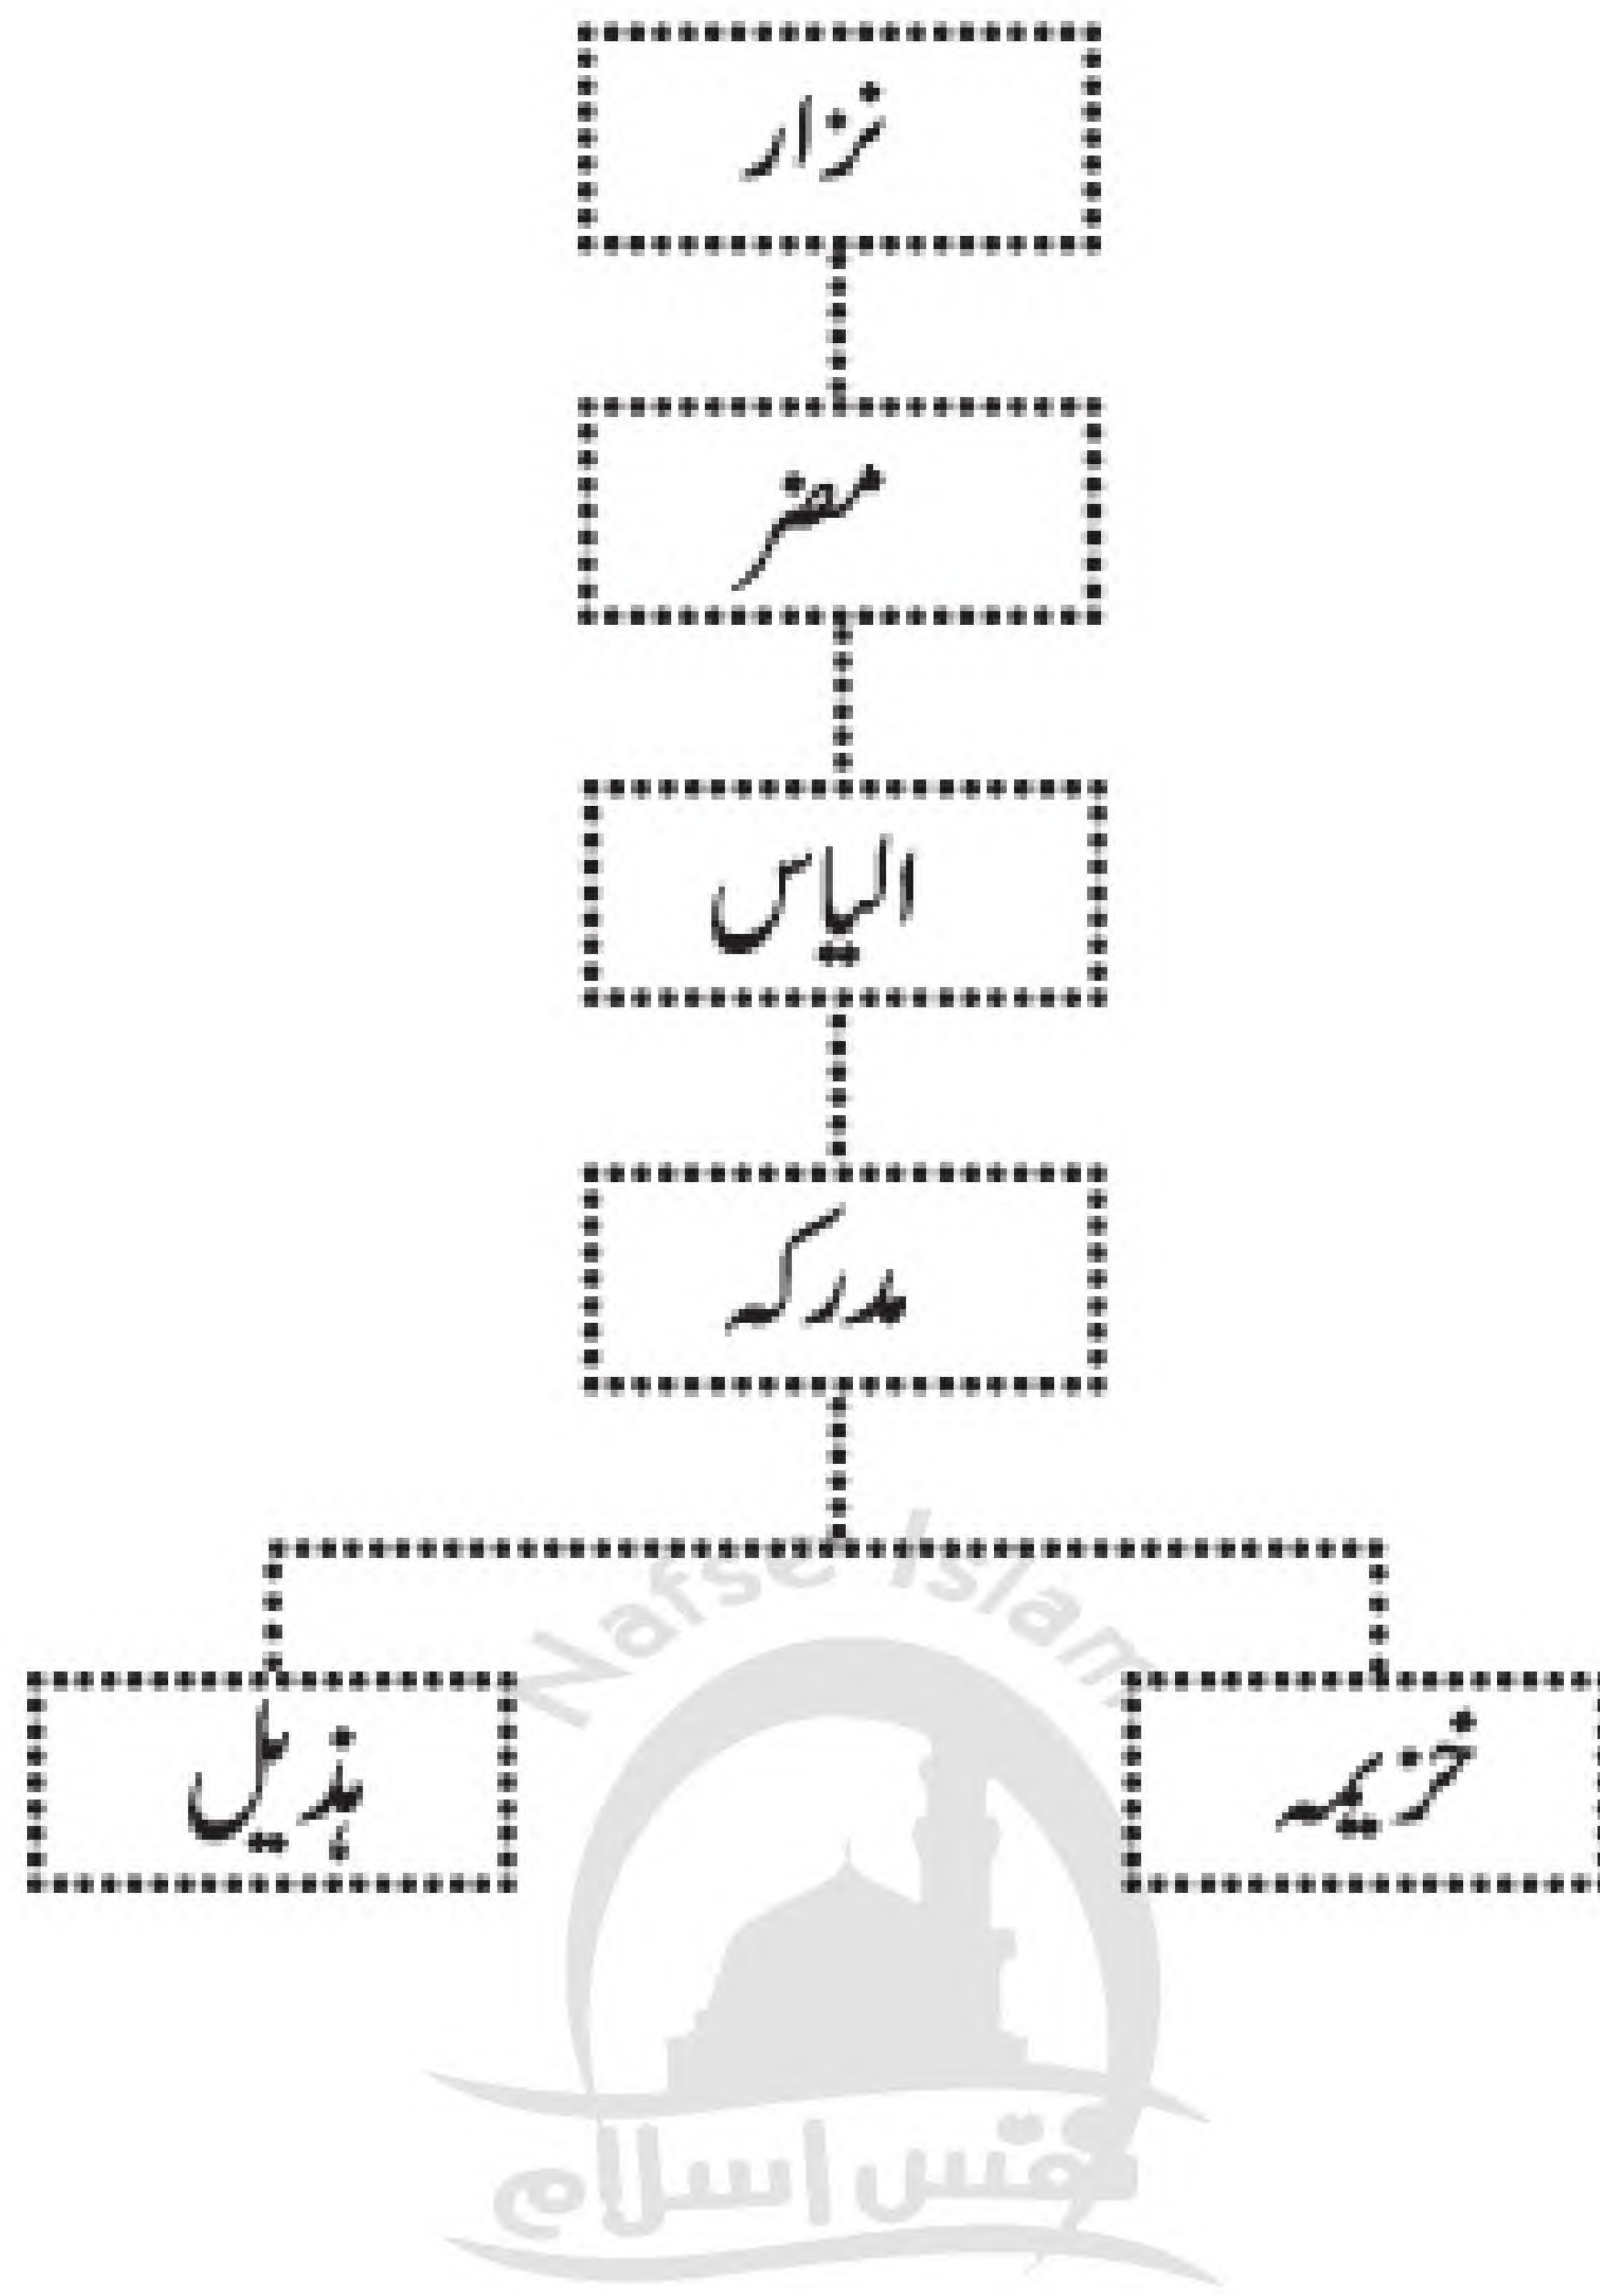 نزار
مضر
الیاس
مدرکہ
Nafse Islam
خزیمہ
ہذیل
نفس اسلام